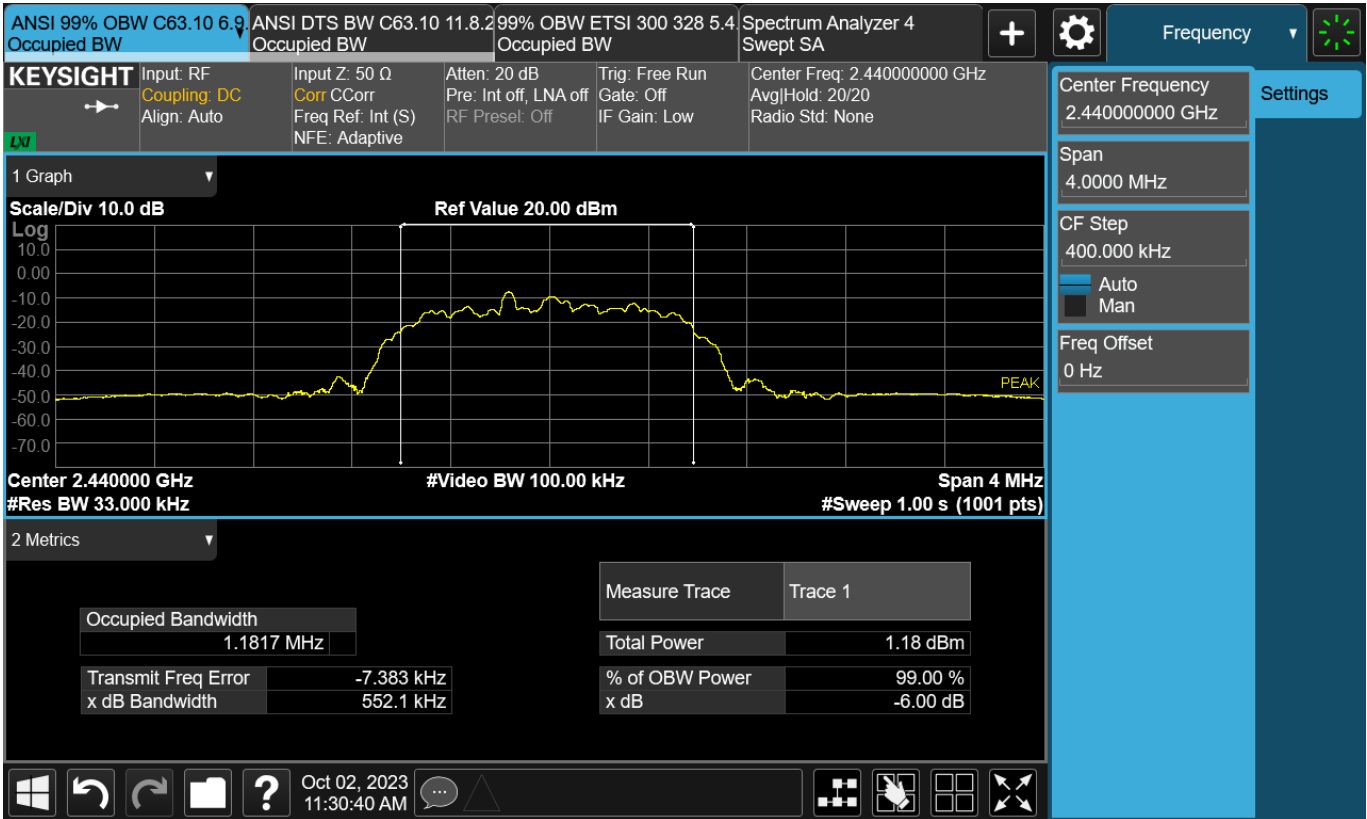 ANSI 99% OBW C63.10 6.9.
Occupied BW
ANSI DTS BW C63.10 11.8.2
Occupied BW
99% OBW ETSI 300 328 5.4.
Occupied BW
Spectrum Analyzer 4
Swept SA
+
Frequency
KEYSIGHT
LXI
Input: RF
Coupling: DC
Align: Auto
Input Z: 50 Ω
Corr CCorr
Freq Ref: Int (S)
NFE: Adaptive
Atten: 20 dB
Pre: Int off, LNA off
RF Presel: Off
Trig: Free Run
Gate: Off
IF Gain: Low
Center Freq: 2.440000000 GHz
Avg|Hold: 20/20
Radio Std: None
Center Frequency
2.440000000 GHz
Settings
Span
4.0000 MHz
CF Step
400.000 kHz
Auto
Man
Freq Offset
0 Hz
1 Graph
Scale/Div 10.0 dB
Ref Value 20.00 dBm
Log
10.0
0.00
-10.0
-20.0
-30.0
-40.0
-50.0
-60.0
-70.0
PEAK
Center 2.440000 GHz
#Video BW 100.00 kHz
Span 4 MHz
#Res BW 33.000 kHz
#Sweep 1.00 s (1001 pts)
2 Metrics
Measure Trace Trace 1
Occupied Bandwidth
1.1817 MHz
Total Power 1.18 dBm
Transmit Freq Error -7.383 kHz
% of OBW Power 99.00 %
x dB Bandwidth 552.1 kHz
x dB -6.00 dB
?
Oct 02, 2023
11:30:40 AM